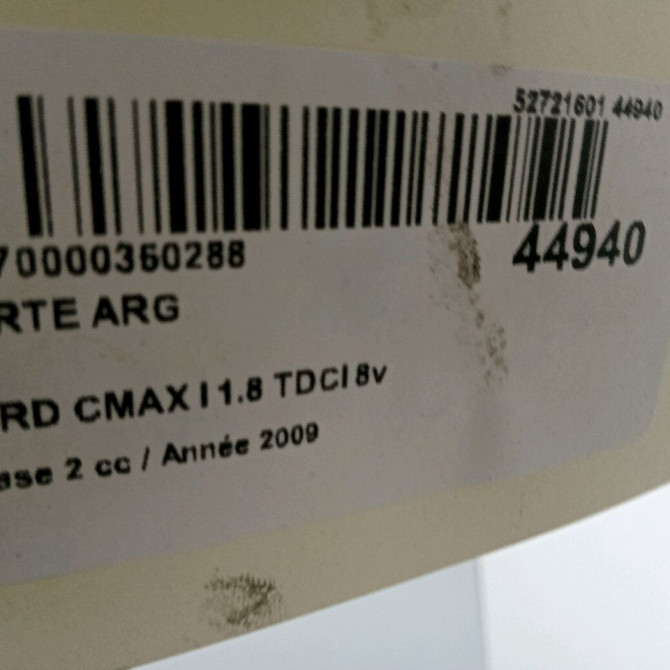 52721601 44940
70000360288 44940
RTE ARG
RD CMAX I 1.8 TDCI 8v
ase 2 cc / Année 2009